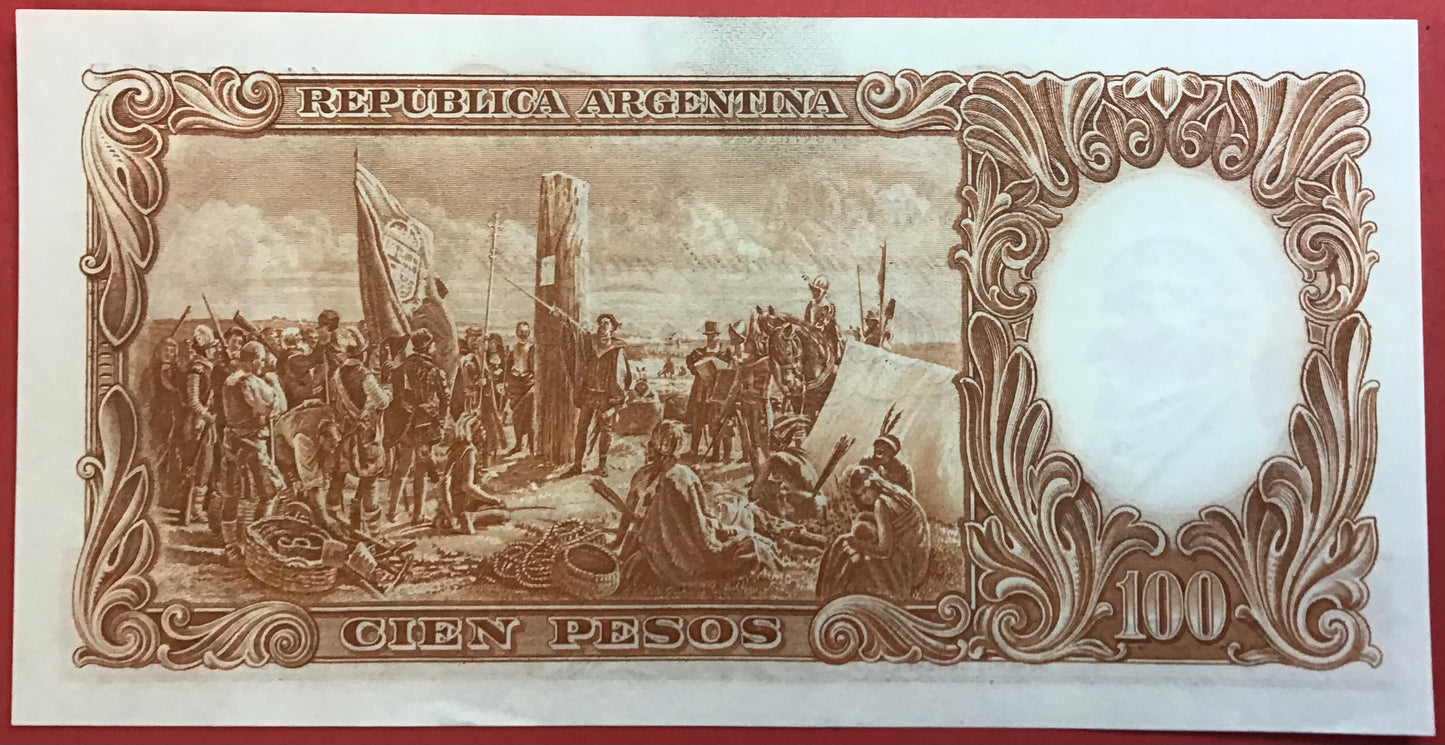 REPUBLICA ARGENTINA
CIEN PESOS
100